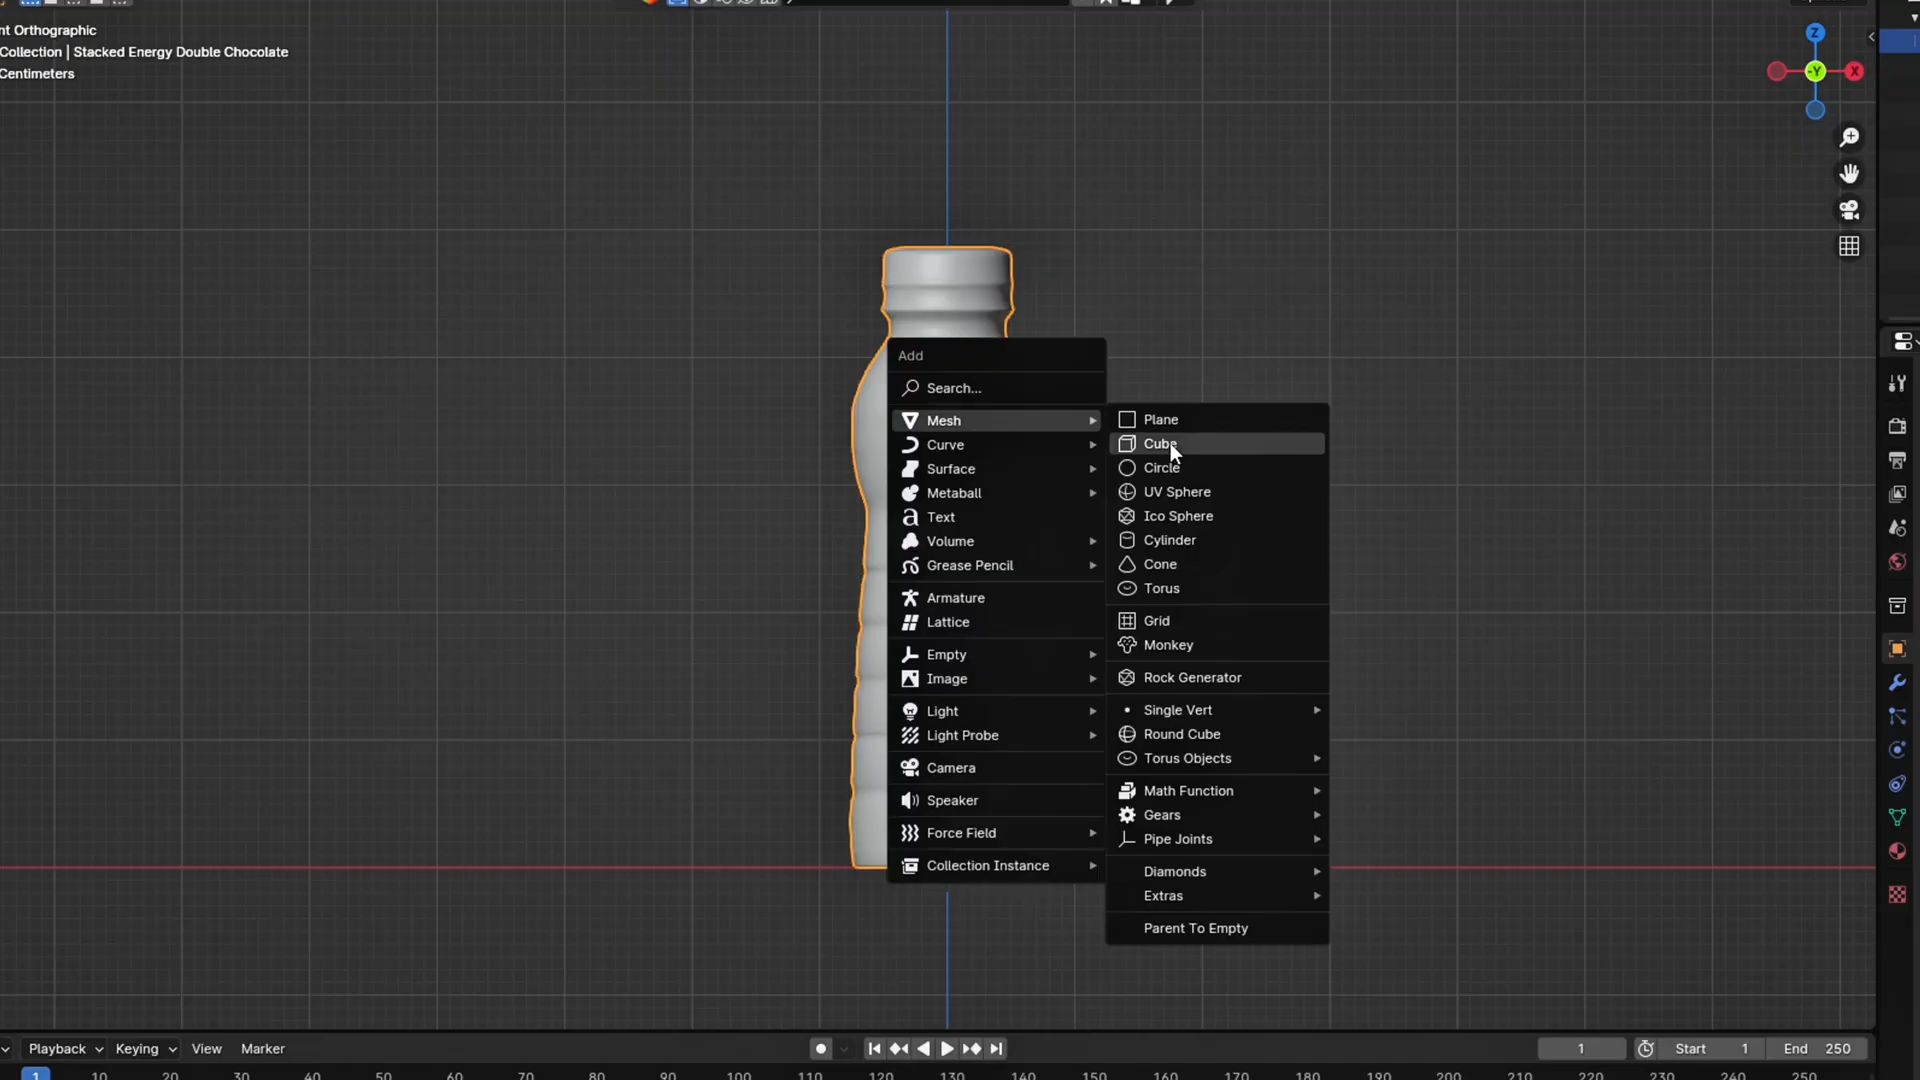 nt Orthographic
Collection | Stacked Energy Double Chocolate
Centimeters
Z
-Y
X
Add
Search...
Mesh
Curve
Surface
Metaball
Text
Volume
Grease Pencil
Armature
Lattice
Empty
Image
Light
Light Probe
Camera
Speaker
Force Field
Collection Instance
Plane
Cube
Circle
UV Sphere
Ico Sphere
Cylinder
Cone
Torus
Grid
Monkey
Rock Generator
Single Vert
Round Cube
Torus Objects
Math Function
Gears
Pipe Joints
Diamonds
Extras
Parent To Empty
Playback Keying View Marker 1 Start 1 End 250
1 10 20 30 40 50 60 70 80 90 100 110 120 130 140 150 160 170 180 190 200 210 220 230 240 250